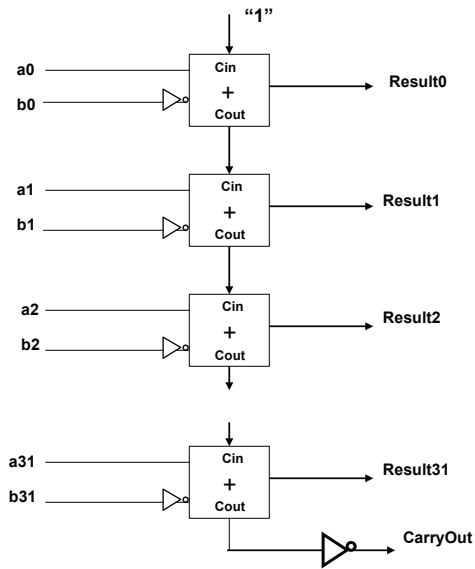 “1”
a0
Cin
Result0
b0
+
Cout
a1
Cin
Result1
b1
+
Cout
a2
Cin
Result2
b2
+
Cout
a31
Cin
Result31
b31
+
Cout
CarryOut